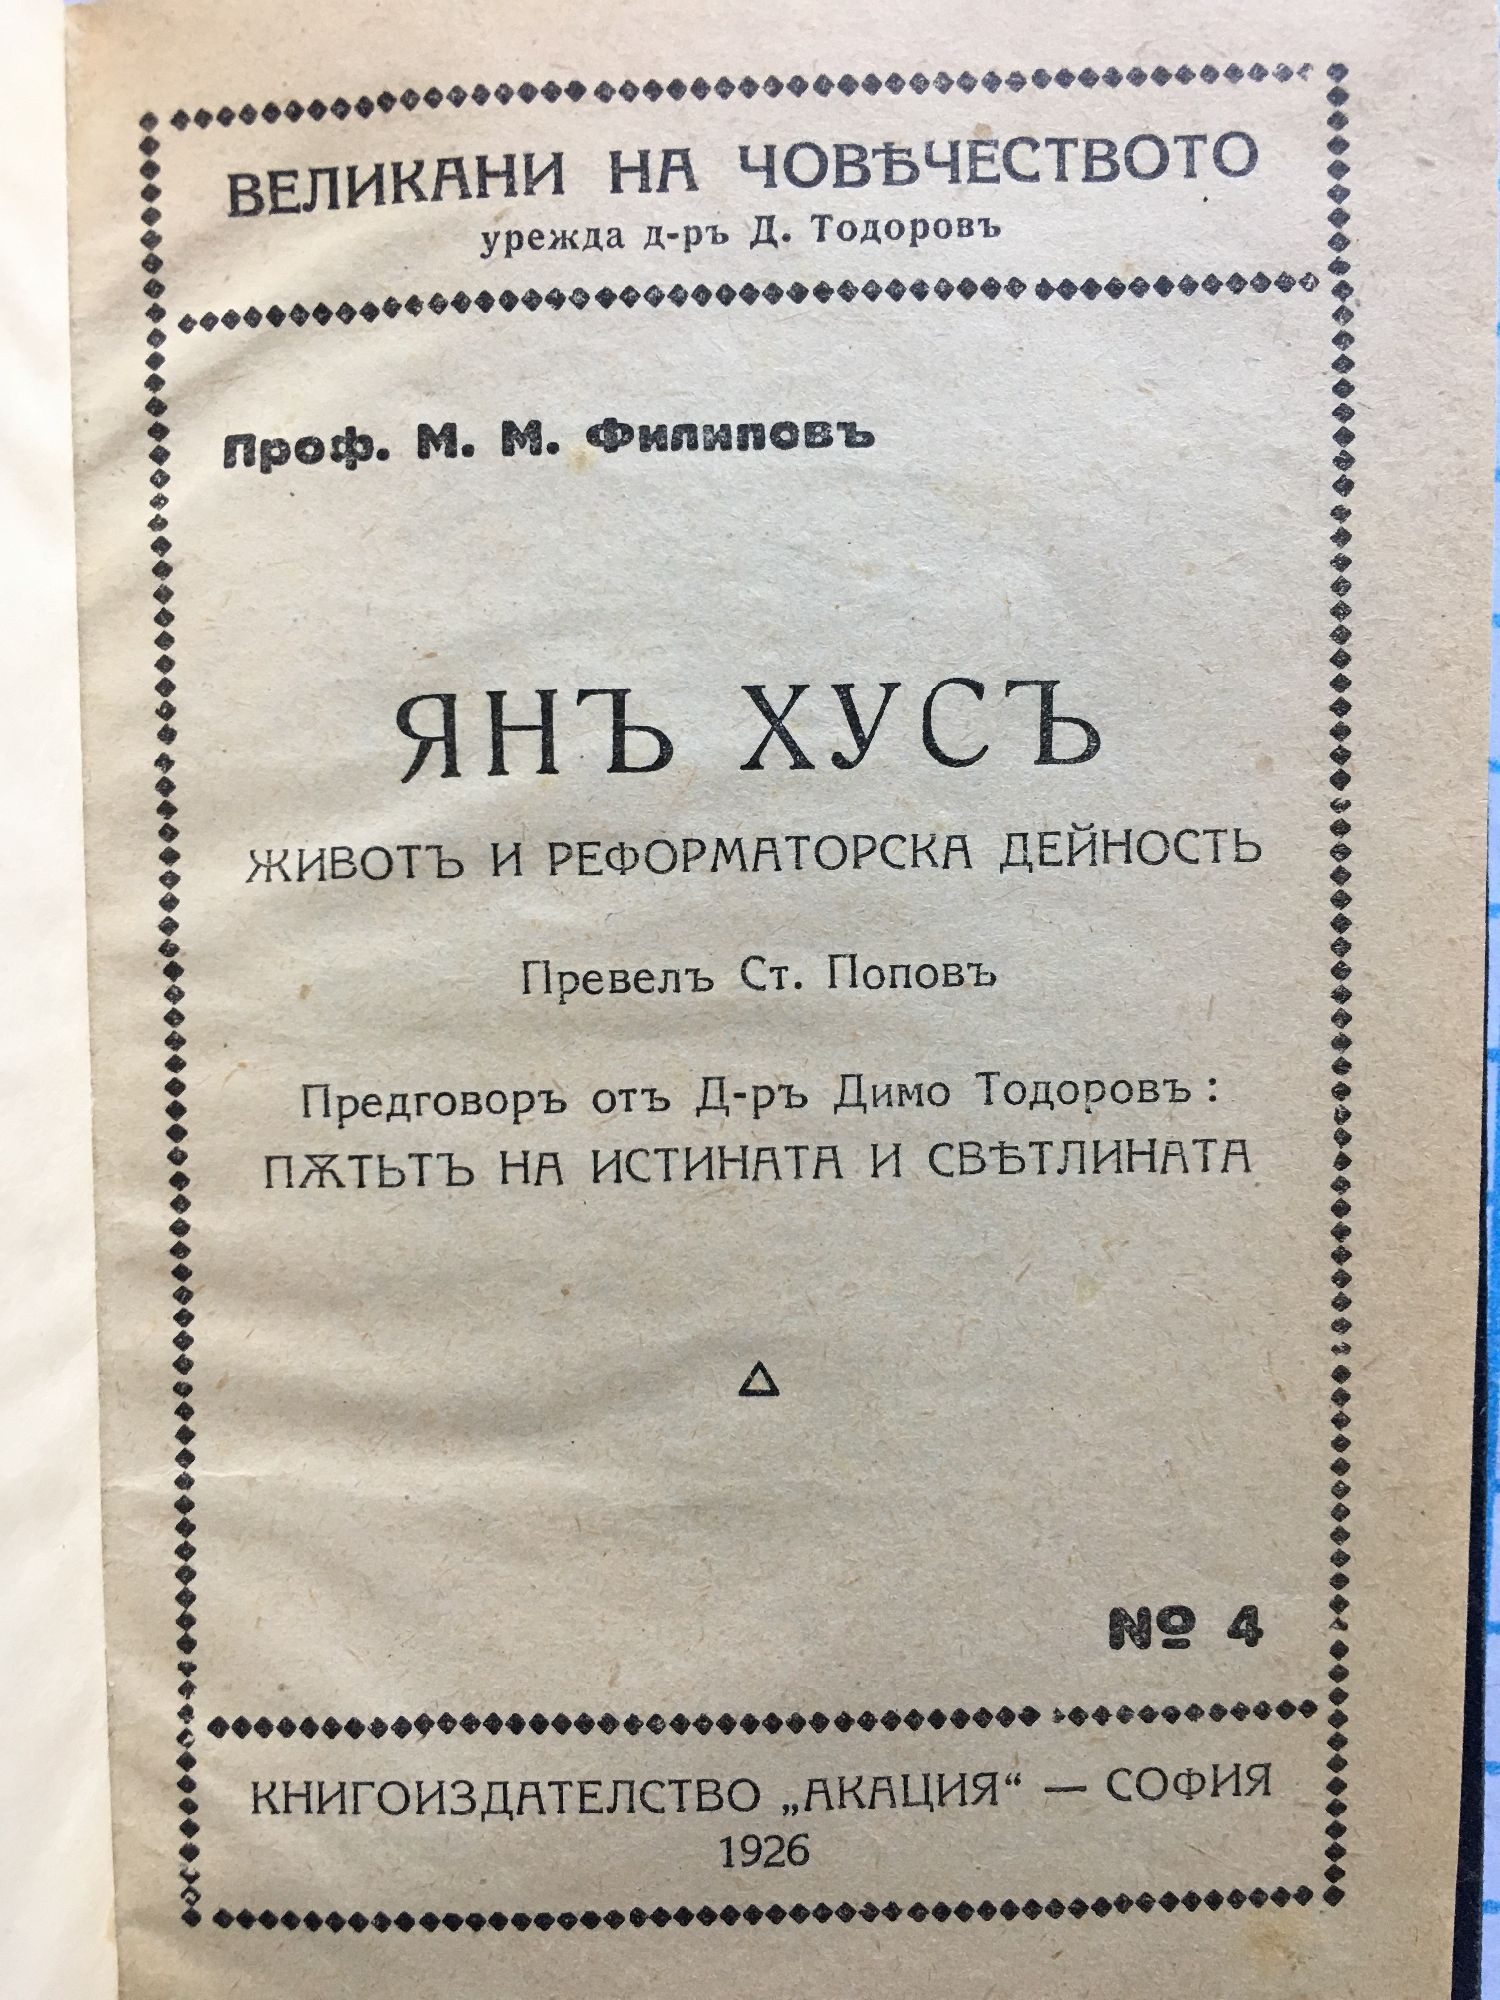 ВЕЛИКАНИ НА ЧОВѢЧЕСТВОТО
урежда д-ръ Д. Тодоровъ
Проф. М. М. Филиповъ
ЯНЪ ХУСЪ
ЖИВОТЪ И РЕФОРМАТОРСКА ДЕЙНОСТЬ
Превелъ Ст. Поповъ
Предговоръ отъ Д-ръ Димо Тодоровъ:
ПѪТЬТЪ НА ИСТИНАТА И СВѢТЛИНАТА
№ 4
КНИГОИЗДАТЕЛСТВО „АКАЦИЯ“ — СОФИЯ
1926